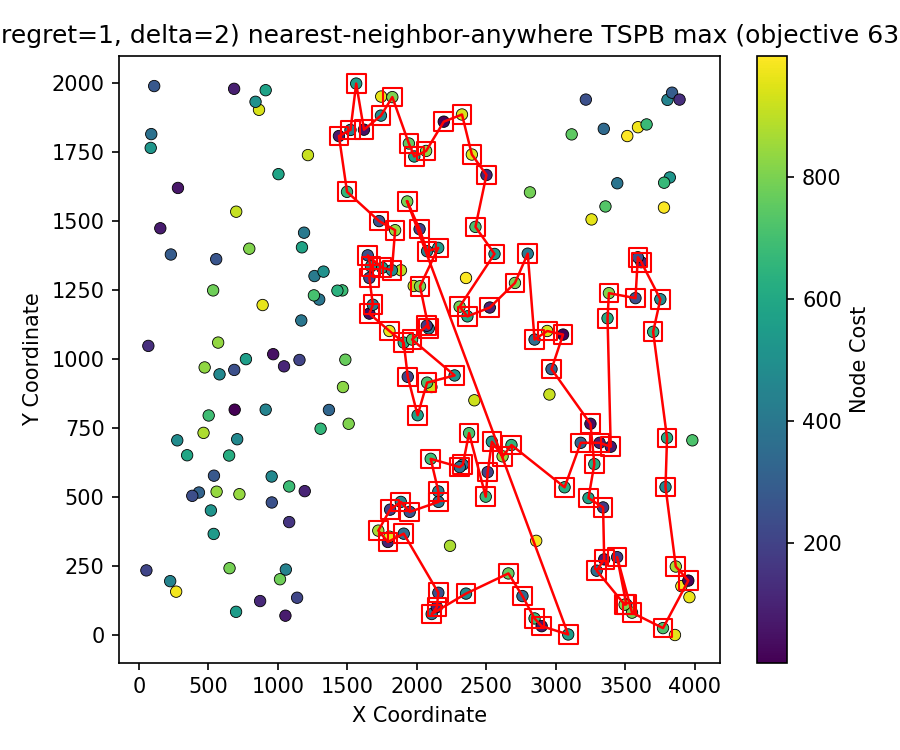 regret=1, delta=2) nearest-neighbor-anywhere TSPB max (objective 63
2000
1750
1500
1250
1000
750
500
250
0
Y Coordinate
0 500 1000 1500 2000 2500 3000 3500 4000
X Coordinate
800
600
400
200
Node Cost